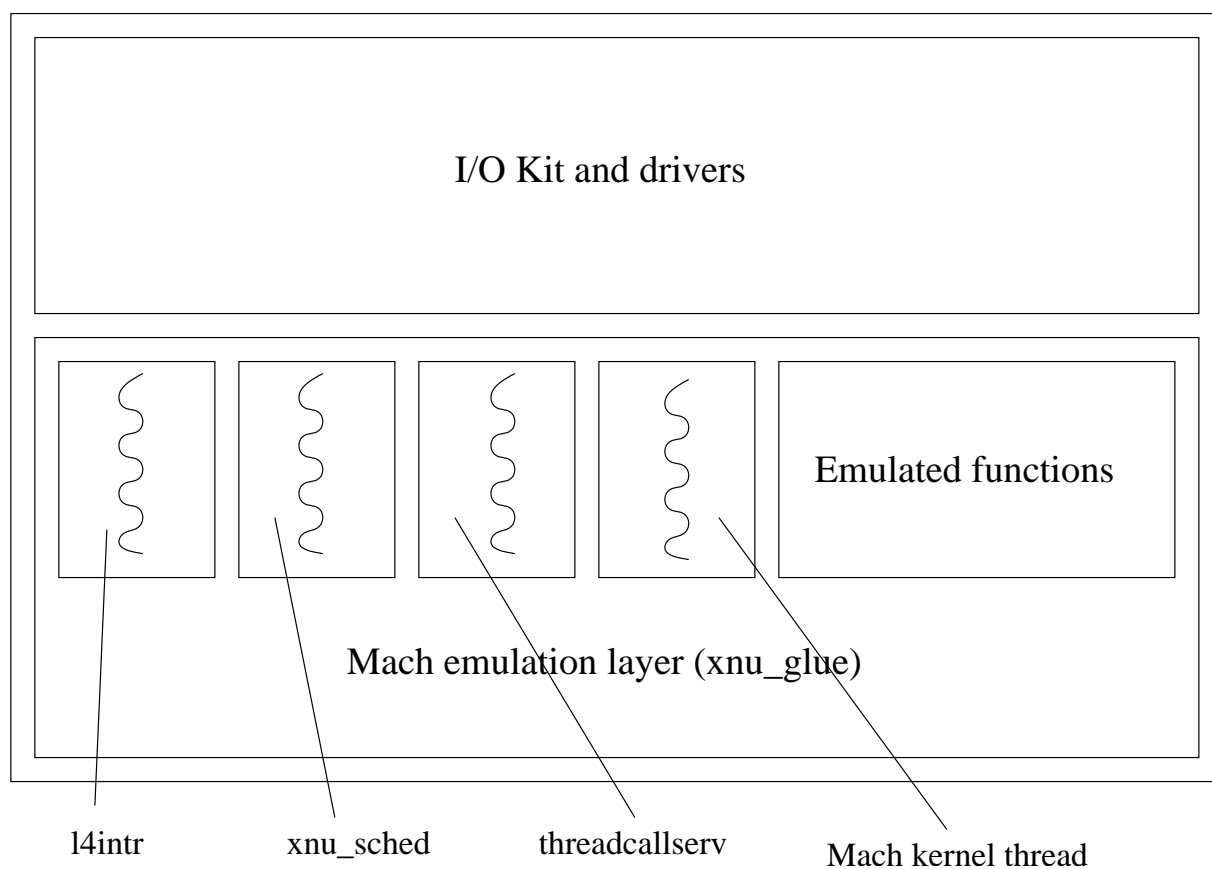 I/O Kit and drivers
Emulated functions
Mach emulation layer (xnu_glue)
l4intr
xnu_sched
threadcallserv
Mach kernel thread